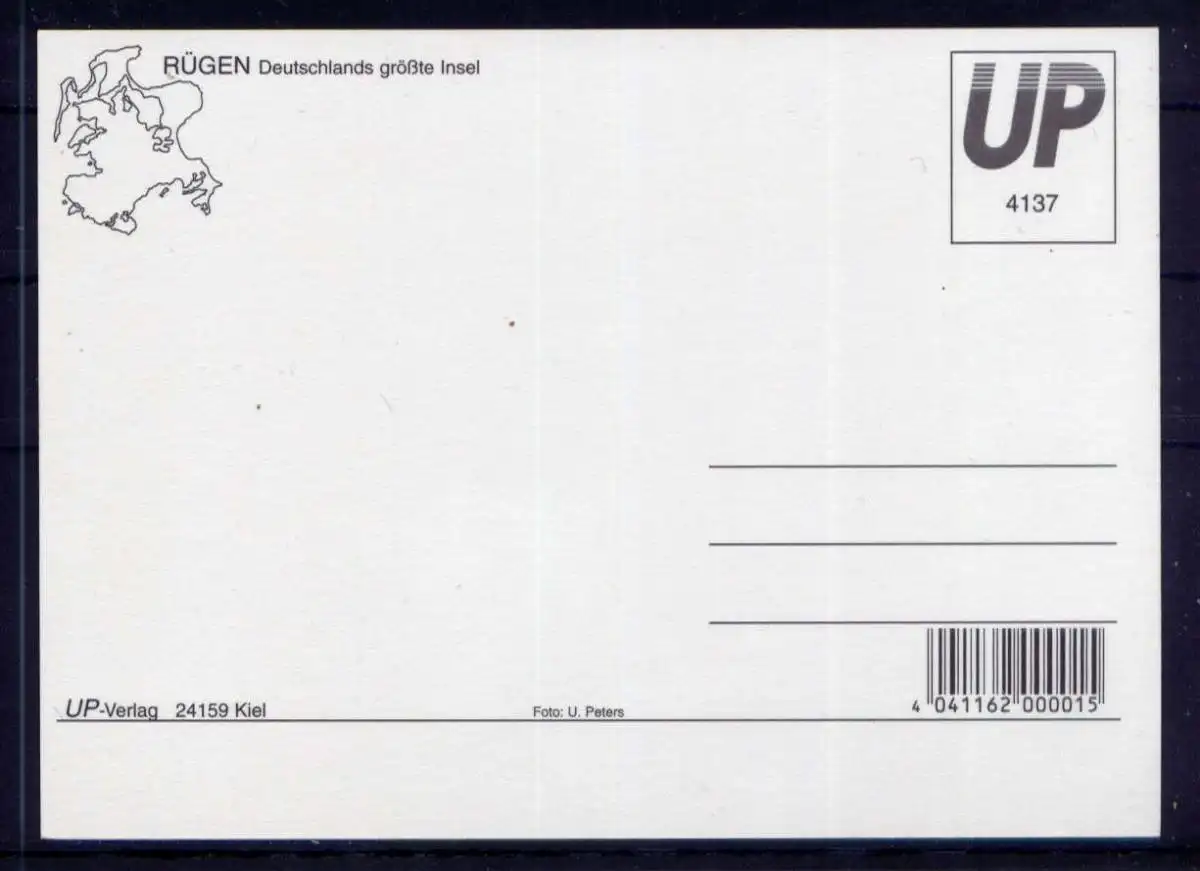 RÜGEN Deutschlands größte Insel
UP
4137
UP-Verlag 24159 Kiel
Foto: U. Peters
4 041162 000015